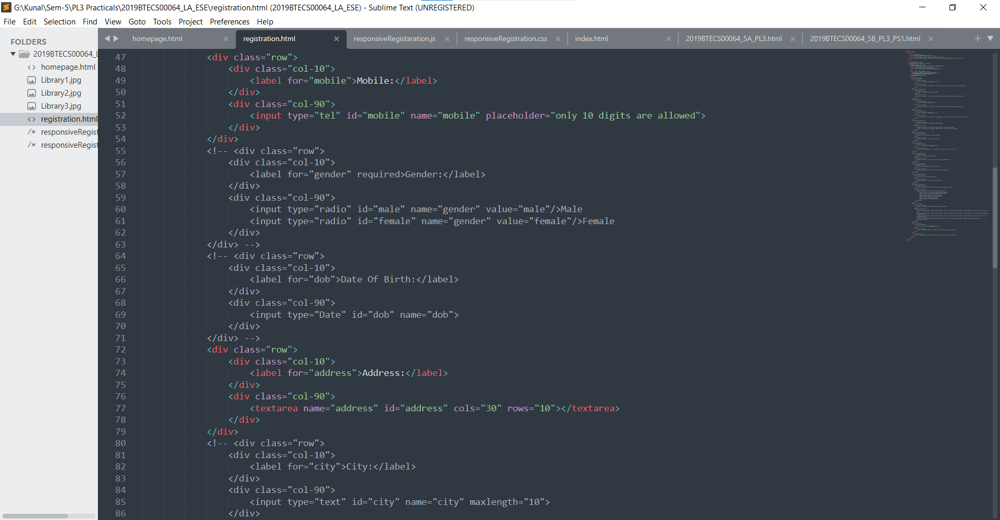 G:\Kunal\Sem-5\PL3 Practicals\2019BTECS00064_LA_ESE\registration.html (2019BTECS00064_LA_ESE) - Sublime Text (UNREGISTERED)
File Edit Selection Find View Goto Tools Project Preferences Help
homepage.html registration.html responsiveRegistaration.js responsiveRegistration.css index.html 2019BTECS00064_5A_PL3.html 2019BTECS00064_5B_PL3_PS1.html
FOLDERS
2019BTECS00064_L
homepage.html
Library1.jpg
Library2.jpg
Library3.jpg
registration.html
/* responsiveRegist
/* responsiveRegist
47 <div class="row">
48 <div class="col-10">
49 <label for="mobile">Mobile:</label>
50 </div>
51 <div class="col-90">
52 <input type="tel" id="mobile" name="mobile" placeholder="only 10 digits are allowed">
53 </div>
54 </div>
55 <!-- <div class="row">
56 <div class="col-10">
57 <label for="gender" required>Gender:</label>
58 </div>
59 <div class="col-90">
60 <input type="radio" id="male" name="gender" value="male"/>Male
61 <input type="radio" id="female" name="gender" value="female"/>Female
62 </div>
63 </div> -->
64 <!-- <div class="row">
65 <div class="col-10">
66 <label for="dob">Date Of Birth:</label>
67 </div>
68 <div class="col-90">
69 <input type="Date" id="dob" name="dob">
70 </div>
71 </div> -->
72 <div class="row">
73 <div class="col-10">
74 <label for="address">Address:</label>
75 </div>
76 <div class="col-90">
77 <textarea name="address" id="address" cols="30" rows="10"></textarea>
78 </div>
79 </div>
80 <!-- <div class="row">
81 <div class="col-10">
82 <label for="city">City:</label>
83 </div>
84 <div class="col-90">
85 <input type="text" id="city" name="city" maxlength="10">
86 </div>